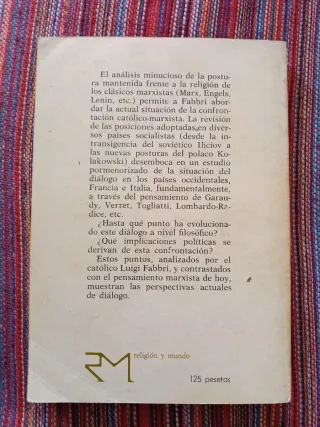 El análisis minucioso de la postu-
ra mantenida frente a la religión de
los clásicos marxistas (Marx, Engels,
Lenin, etc.) permite a Fabbri abor-
dar la actual situación de la confron-
tación católico-marxista. La revisión
de las posiciones adoptadas,en diver-
sos países socialistas (desde la in-
transigencia del soviético Iliciov a
las nuevas posturas del polaco Ko-
lakowski) desemboca en un estudio
pormenorizado de la situación del
diálogo en los países occidentales,
Francia e Italia, fundamentalmente,
a través del pensamiento de Garau-
dy, Verret, Togliatti, Lombardo-Ra-
dice, etc.
¿Hasta qué punto ha evoluciona-
do este diálogo a nivel filosófico?
¿Qué implicaciones políticas se
derivan de esta confrontación?
Estos puntos, analizados por el
católico Luigi Fabbri, y contrastados
con el pensamiento marxista de hoy,
muestran las perspectivas actuales
de diálogo.
RM religión y mundo
125 pesetas